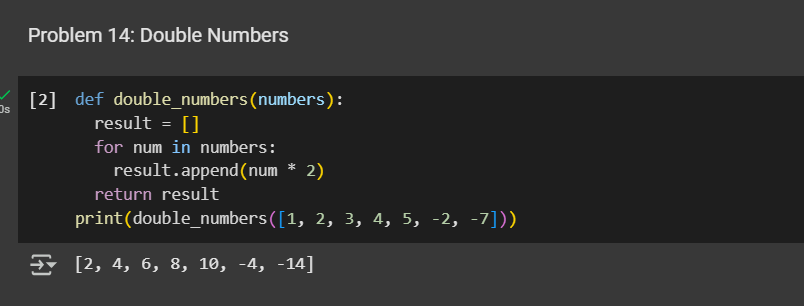 Problem 14: Double Numbers
[2] def double_numbers(numbers):
0s
result = []
for num in numbers:
result.append(num * 2)
return result
print(double_numbers([1, 2, 3, 4, 5, -2, -7]))
[2, 4, 6, 8, 10, -4, -14]